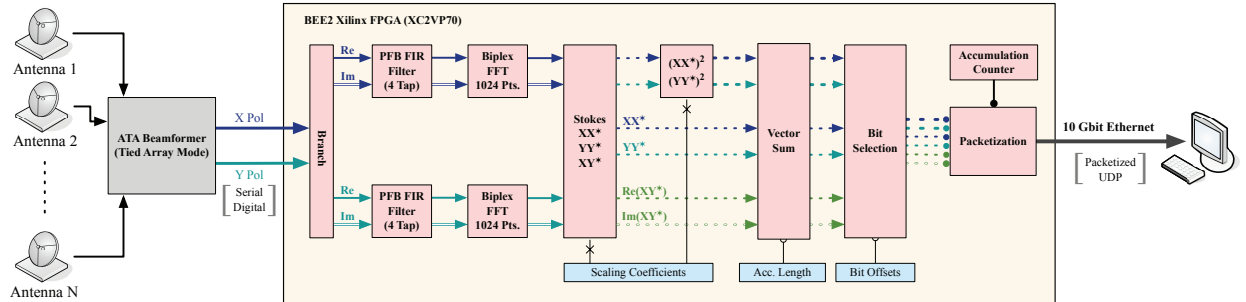 BEE2 Xilinx FPGA (XC2VP70)
Antenna 1
Antenna 2
Antenna N
ATA Beamformer
(Tied Array Mode)
X Pol
Y Pol
Serial
Digital
Branch
Re
Im
PFB FIR
Filter
(4 Tap)
Biplex
FFT
1024 Pts.
Re
Im
PFB FIR
Filter
(4 Tap)
Biplex
FFT
1024 Pts.
Stokes
XX*
YY*
XY*
(XX*)²
(YY*)²
XX*
YY*
Re(XY*)
Im(XY*)
Scaling Coefficients
Vector
Sum
Acc. Length
Bit
Selection
Bit Offsets
Accumulation
Counter
Packetization
10 Gbit Ethernet
Packetized
UDP